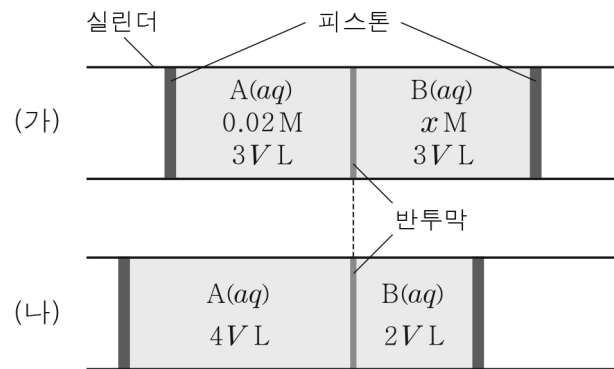 실린더
피스톤
(가)
A(aq)
0.02 M
3V L
B(aq)
x M
3V L
반투막
(나)
A(aq)
4V L
B(aq)
2V L